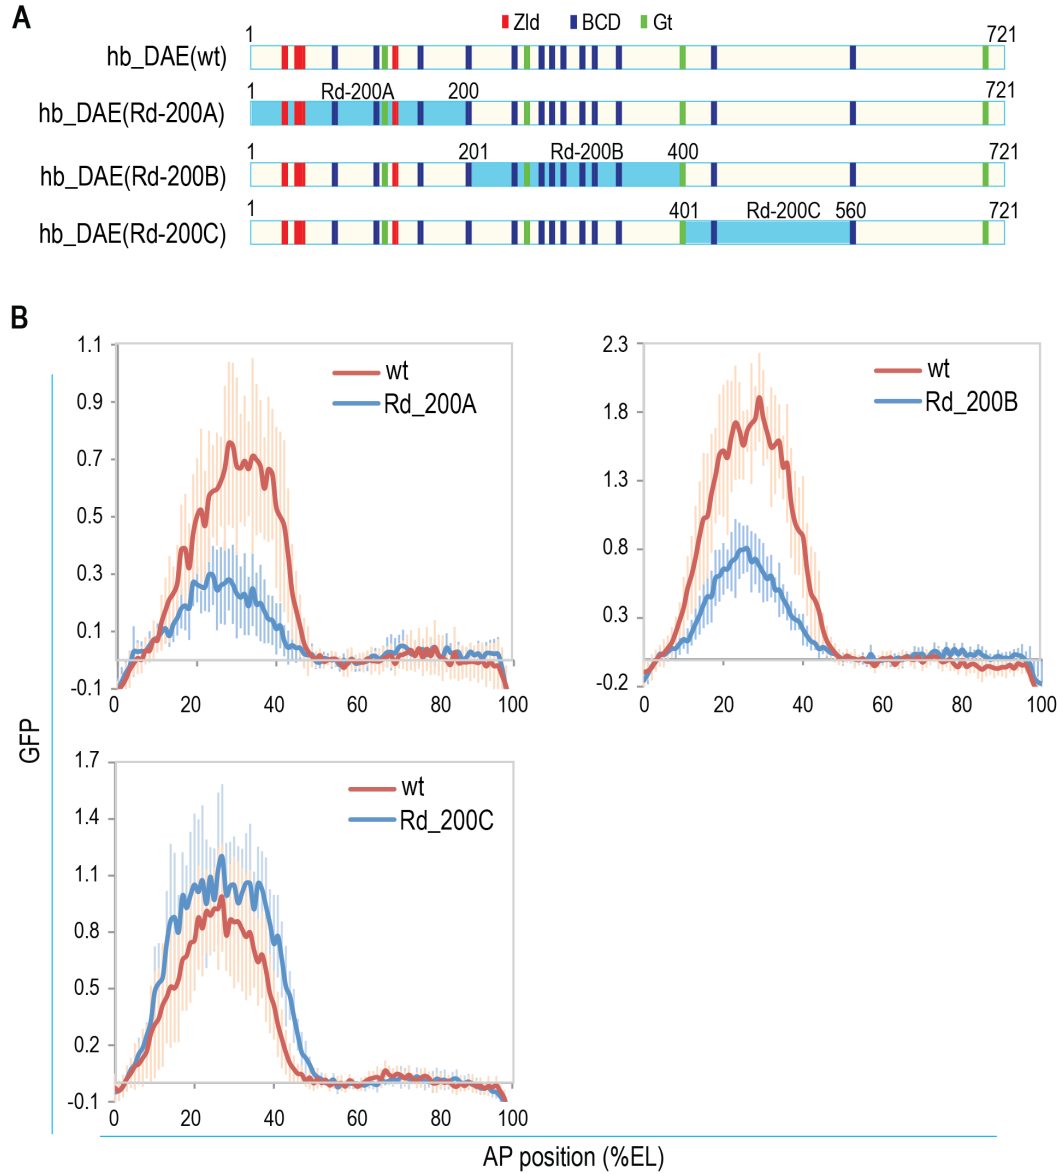 A
Zld BCD Gt
1 721
hb_DAE(wt)
1 Rd-200A 200 721
hb_DAE(Rd-200A)
1 201 Rd-200B 400 721
hb_DAE(Rd-200B)
1 401 Rd-200C 560 721
hb_DAE(Rd-200C)
B
1.1
0.9
0.7
0.5
0.3
0.1
-0.1
0 20 40 60 80 100
wt
Rd_200A
2.3
1.8
1.3
0.8
0.3
-0.2
0 20 40 60 80 100
wt
Rd_200B
GFP
1.7
1.4
1.1
0.8
0.5
0.2
-0.1
0 20 40 60 80 100
wt
Rd_200C
AP position (%EL)